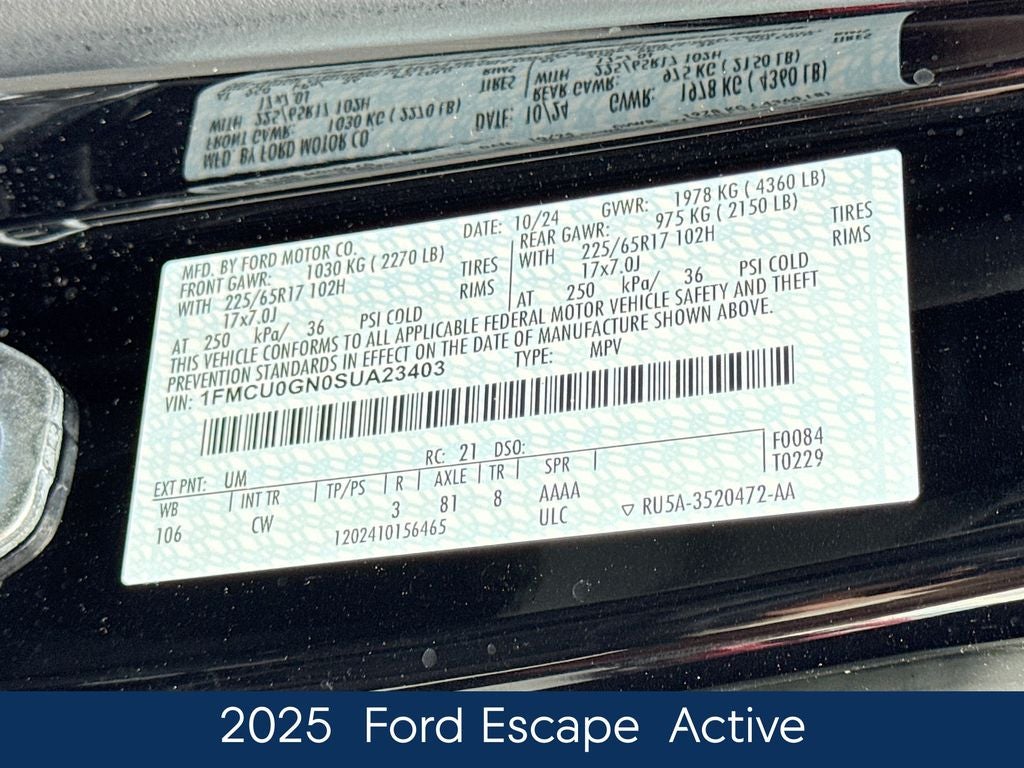 MFD. BY FORD MOTOR CO. DATE: 10/24 GVWR: 1978 KG ( 4360 LB)
FRONT GAWR: 1030 KG ( 2270 LB) REAR GAWR: 975 KG ( 2150 LB)
WITH 225/65R17 102H TIRES WITH 225/65R17 102H TIRES
17x7.0J RIMS 17x7.0J RIMS
AT 250 kPa/ 36 PSI COLD AT 250 kPa/ 36 PSI COLD
THIS VEHICLE CONFORMS TO ALL APPLICABLE FEDERAL MOTOR VEHICLE SAFETY AND THEFT
PREVENTION STANDARDS IN EFFECT ON THE DATE OF MANUFACTURE SHOWN ABOVE.
VIN: 1FMCU0GN0SUA23403 TYPE: MPV
EXT PNT: UM RC: 21 DSO: F0084
WB INT TR TP/PS R AXLE TR SPR T0229
106 CW 3 81 8 AAAA
1202410156465 ULC RU5A-3520472-AA
2025 Ford Escape Active